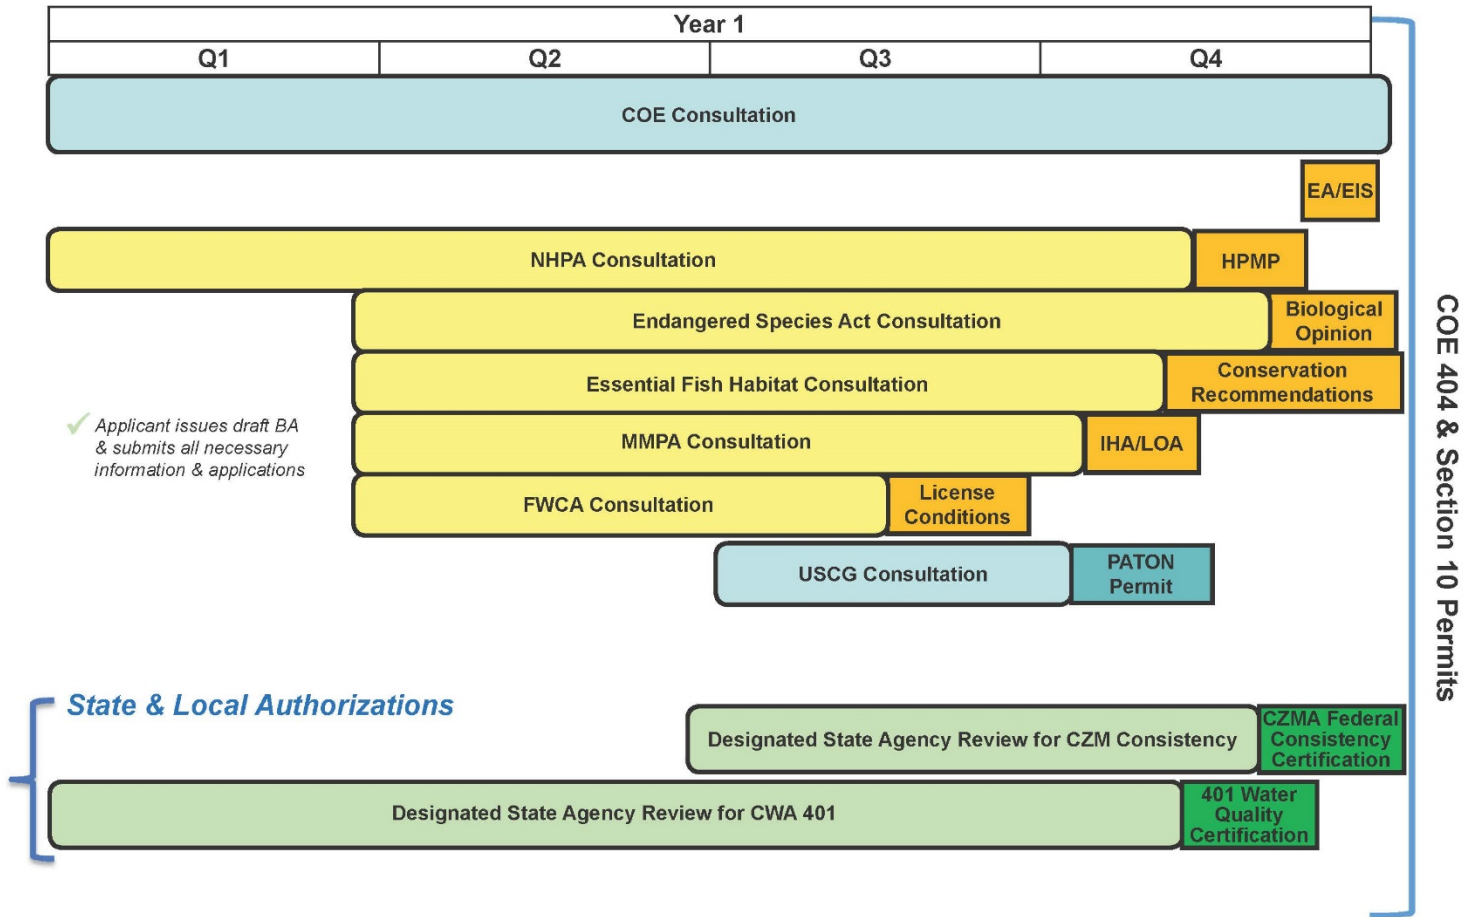 Year 1
Q1
Q2
Q3
Q4
COE Consultation
EA/EIS
NHPA Consultation
HPMP
Endangered Species Act Consultation
Biological
Opinion
Essential Fish Habitat Consultation
Conservation
Recommendations
✓ Applicant issues draft BA
& submits all necessary
information & applications
MMPA Consultation
IHA/LOA
FWCA Consultation
License
Conditions
USCG Consultation
PATON
Permit
COE 404 & Section 10 Permits
State & Local Authorizations
Designated State Agency Review for CZM Consistency
CZMA Federal
Consistency
Certification
Designated State Agency Review for CWA 401
401 Water
Quality
Certification